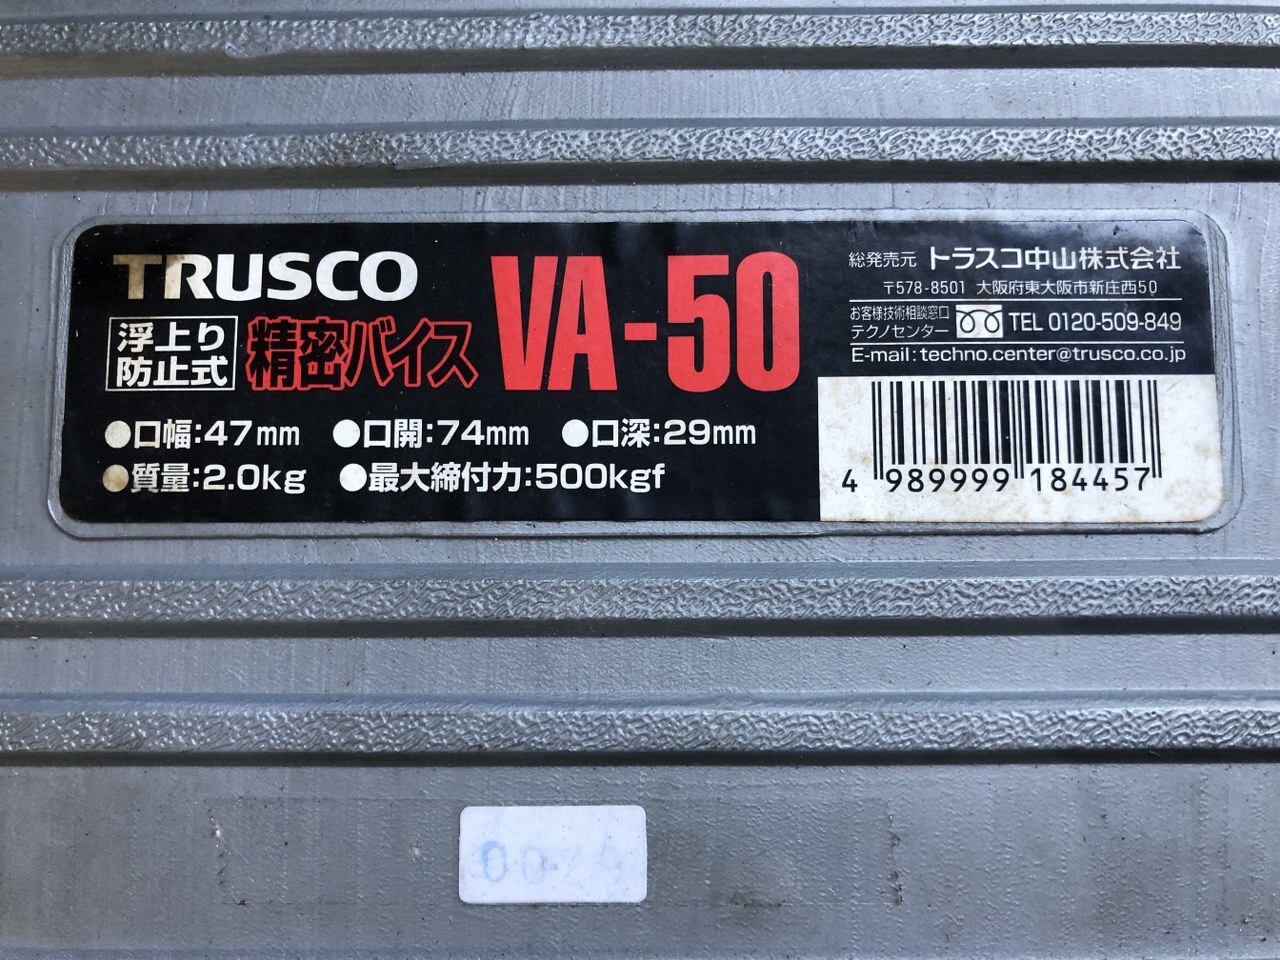 TRUSCO
浮上り
防止式
精密バイス
VA-50
●口幅:47mm ●口開:74mm ●口深:29mm
●質量:2.0kg ●最大締付力:500kgf
総発売元 トラスコ中山株式会社
〒578-8501 大阪府東大阪市新庄西50
お客様技術相談窓口
テクノセンター TEL 0120-509-849
E-mail:techno.center@trusco.co.jp
4 989999 184457